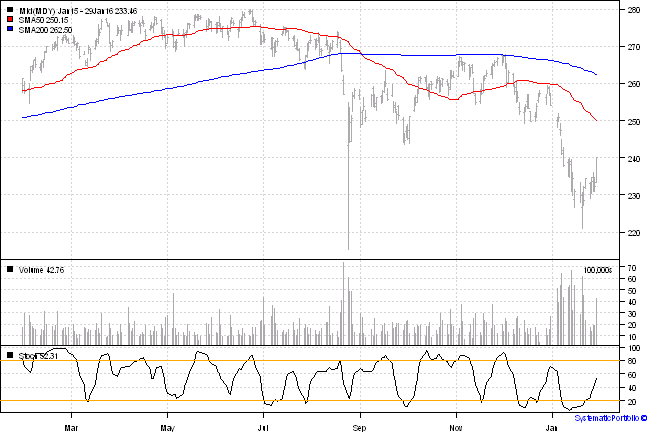 Mid(MDY) Jan15 - 29Jan16 233.46
SMA50 250.15
SMA200 262.50
280
270
260
250
240
230
220
Volume 42.76
100,000s
70
60
50
40
30
20
10
Stoch 52.31
100
80
60
40
20
Mar May Jul Sep Nov Jan
SystematicPortfolio ©